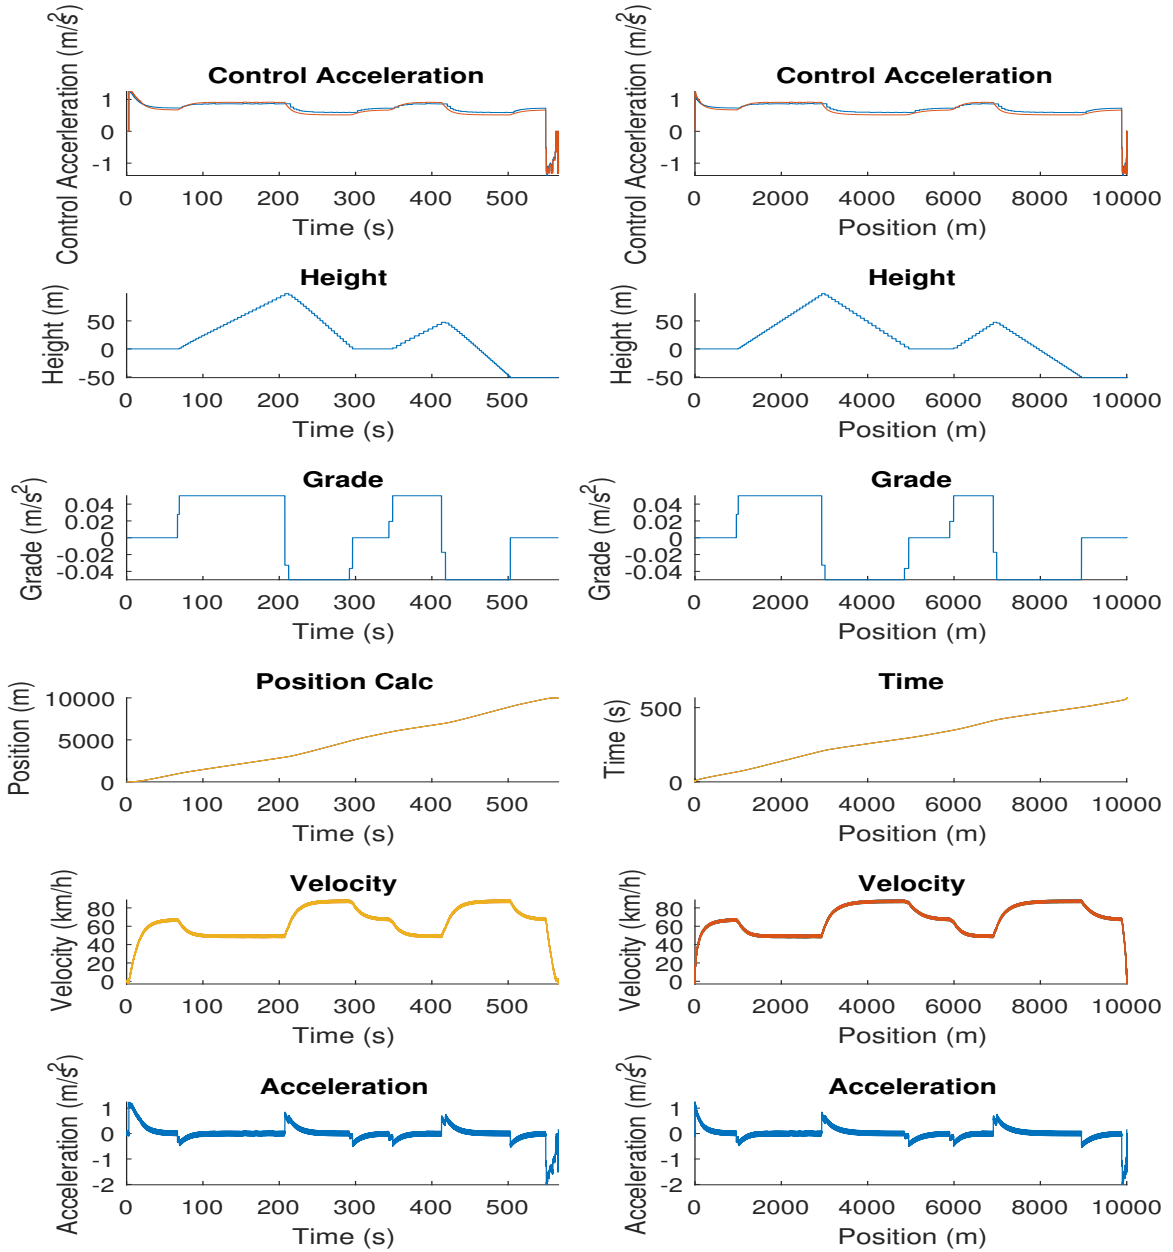 Control Acceleration
Control Accerleration (m/s²)
1
0
-1
0 100 200 300 400 500
Time (s)
Control Acceleration
Control Accerleration (m/s²)
1
0
-1
0 2000 4000 6000 8000 10000
Position (m)
Height
Height (m)
50
0
-50
0 100 200 300 400 500
Time (s)
Height
Height (m)
50
0
-50
0 2000 4000 6000 8000 10000
Position (m)
Grade
Grade (m/s²)
0.04
0.02
0
-0.02
-0.04
0 100 200 300 400 500
Time (s)
Grade
Grade (m/s²)
0.04
0.02
0
-0.02
-0.04
0 2000 4000 6000 8000 10000
Position (m)
Position Calc
Position (m)
10000
5000
0
0 100 200 300 400 500
Time (s)
Time
Time (s)
500
0
0 2000 4000 6000 8000 10000
Position (m)
Velocity
Velocity (km/h)
80
60
40
20
0
0 100 200 300 400 500
Time (s)
Velocity
Velocity (km/h)
80
60
40
20
0
0 2000 4000 6000 8000 10000
Position (m)
Acceleration
Acceleration (m/s²)
1
0
-1
-2
0 100 200 300 400 500
Time (s)
Acceleration
Acceleration (m/s²)
1
0
-1
-2
0 2000 4000 6000 8000 10000
Position (m)